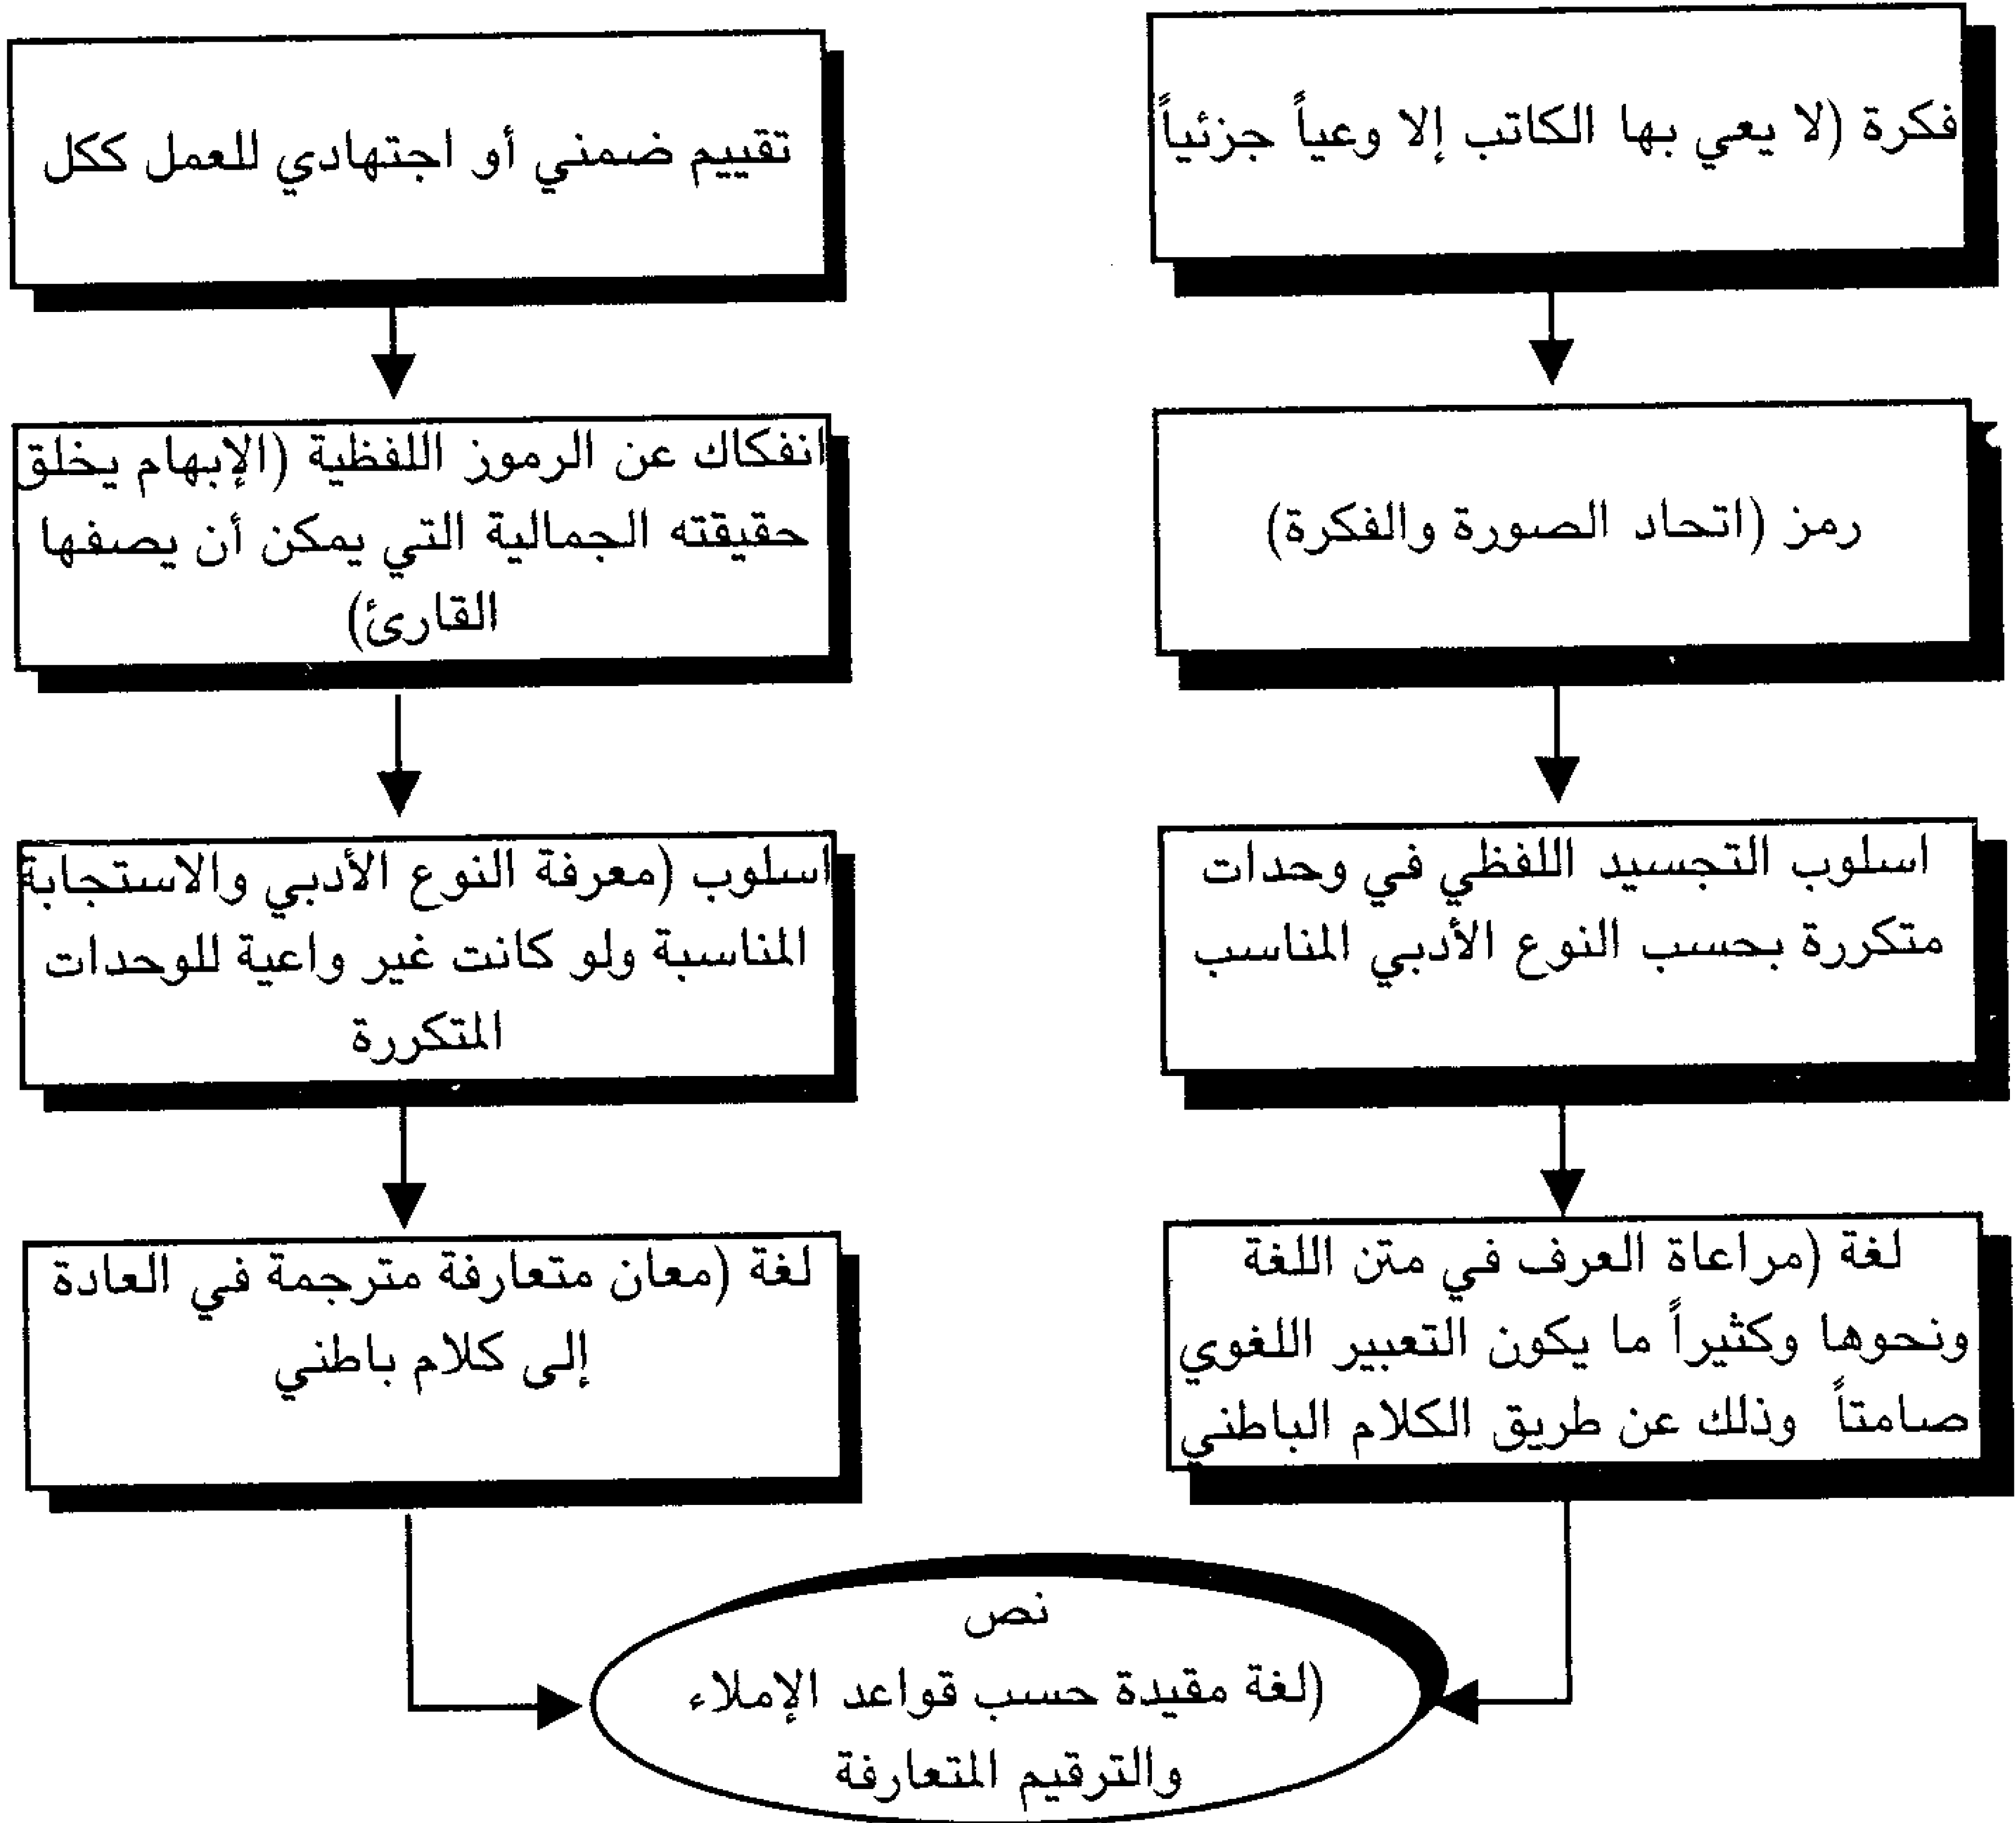 فكرة (لا يعي بها الكاتب إلا وعياً جزئياً
رمز (اتحاد الصورة والفكرة)
اسلوب التجسيد اللفظي في وحدات
متكررة بحسب النوع الأدبي المناسب
لغة (مراعاة العرف في متن اللغة
ونحوها وكثيراً ما يكون التعبير اللغوي
صامتاً وذلك عن طريق الكلام الباطني
تقييم ضمني أو اجتهادي للعمل ككل
انفكاك عن الرموز اللفظية (الإبهام يخلق
حقيقته الجمالية التي يمكن أن يصفها
القارئ)
اسلوب (معرفة النوع الأدبي والاستجابة
المناسبة ولو كانت غير واعية للوحدات
المتكررة
لغة (معان متعارفة مترجمة في العادة
إلى كلام باطني
نص
(لغة مقيدة حسب قواعد الإملاء
والترقيم المتعارفة